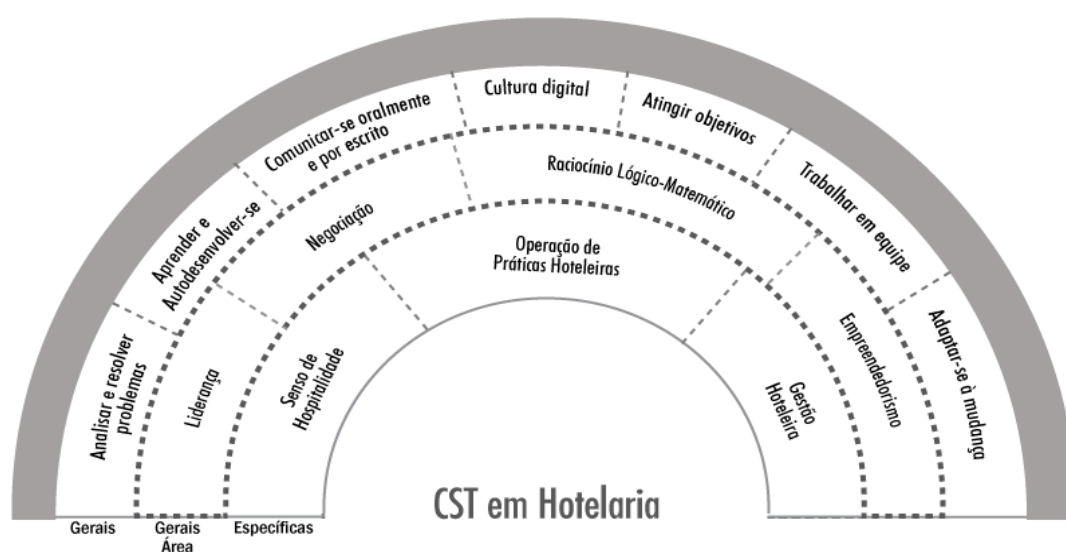 Analisar e resolver
problemas
Aprender e
Autodesenvolver-se
Comunicar-se oralmente
e por escrito
Cultura digital
Atingir objetivos
Trabalhar em equipe
Adaptar-se à mudança
Liderança
Negociação
Raciocínio Lógico-Matemático
Empreendedorismo
Senso de
Hospitalidade
Operação de
Práticas Hoteleiras
Gestão
Hoteleira
CST em Hotelaria
Gerais
Gerais
Área
Específicas